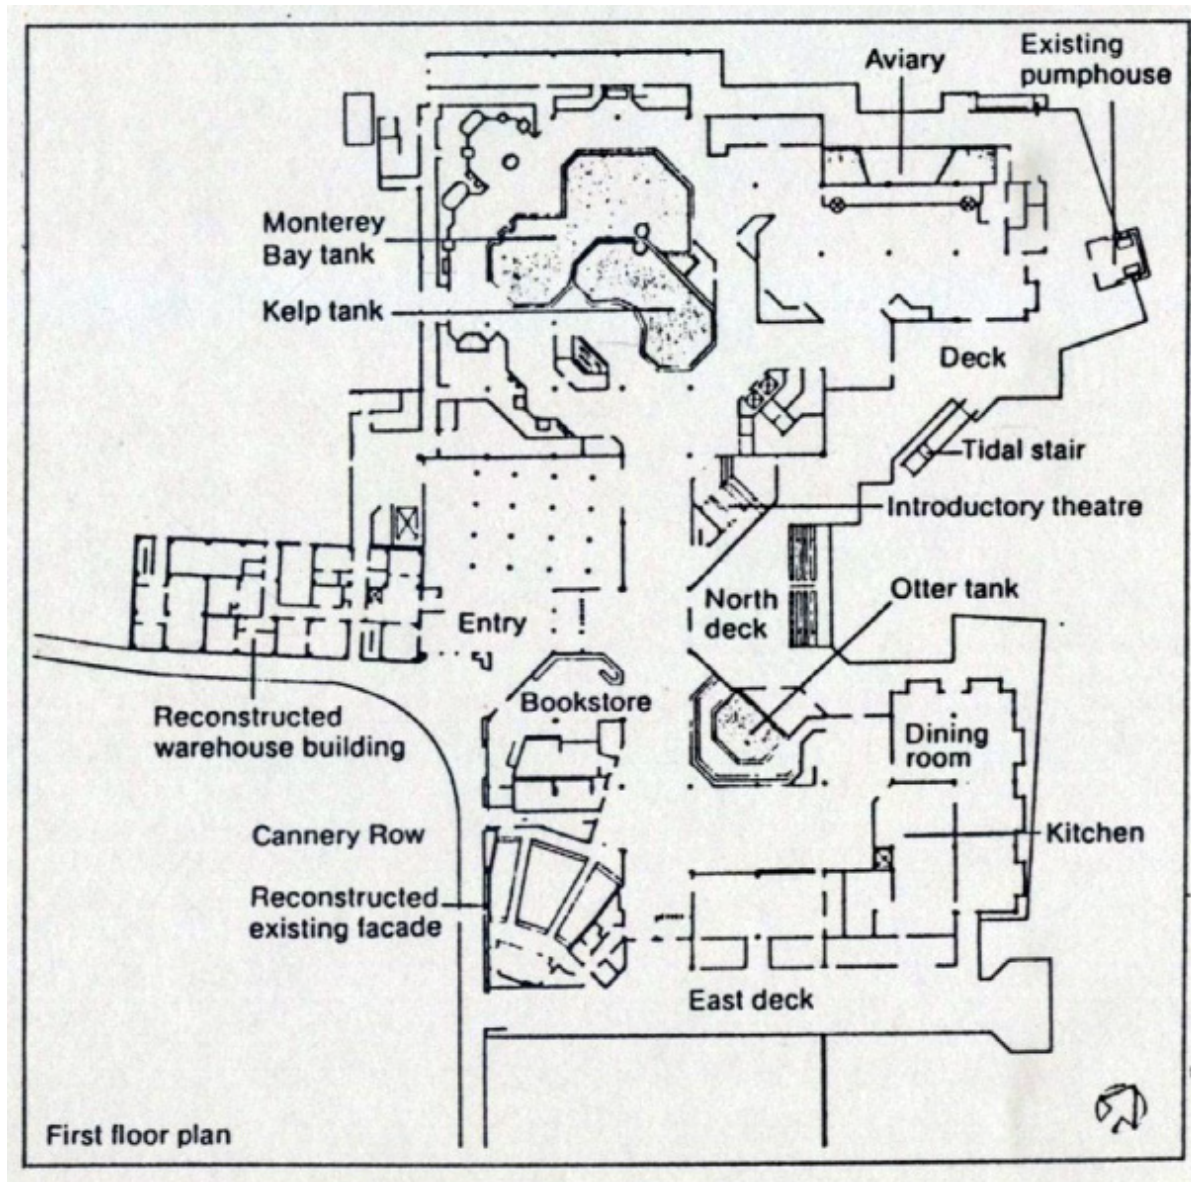 Aviary
Existing
pumphouse
Monterey
Bay tank
Kelp tank
Deck
Tidal stair
Introductory theatre
North
deck
Otter tank
Entry
Bookstore
Reconstructed
warehouse building
Dining
room
Cannery Row
Kitchen
Reconstructed
existing facade
East deck
First floor plan